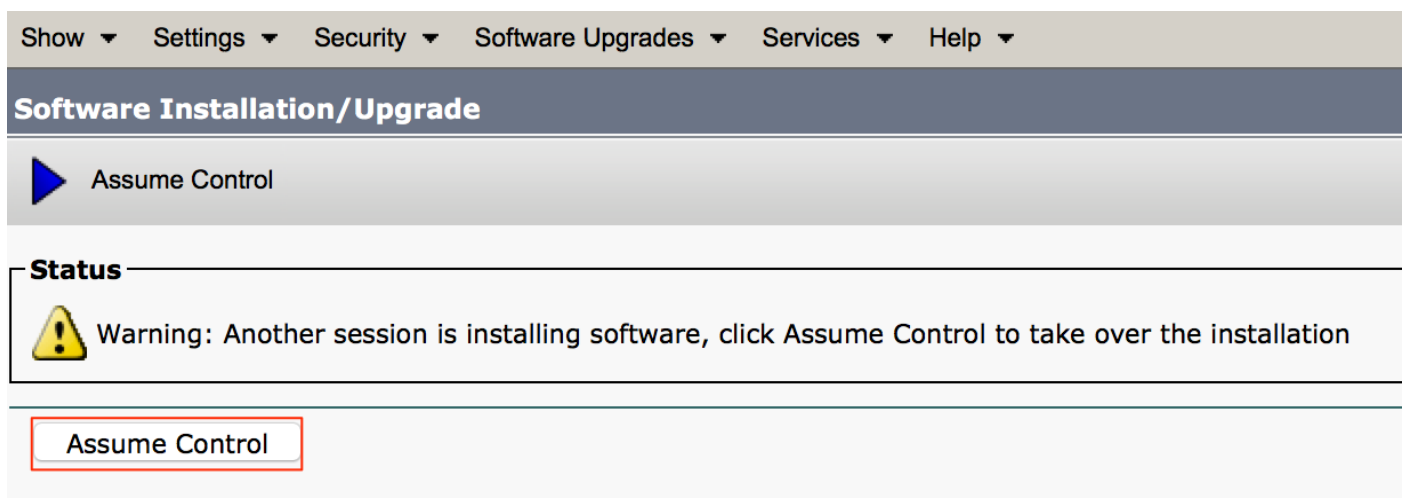 Show Settings Security Software Upgrades Services Help
Software Installation/Upgrade
Assume Control
Status
Warning: Another session is installing software, click Assume Control to take over the installation
Assume Control